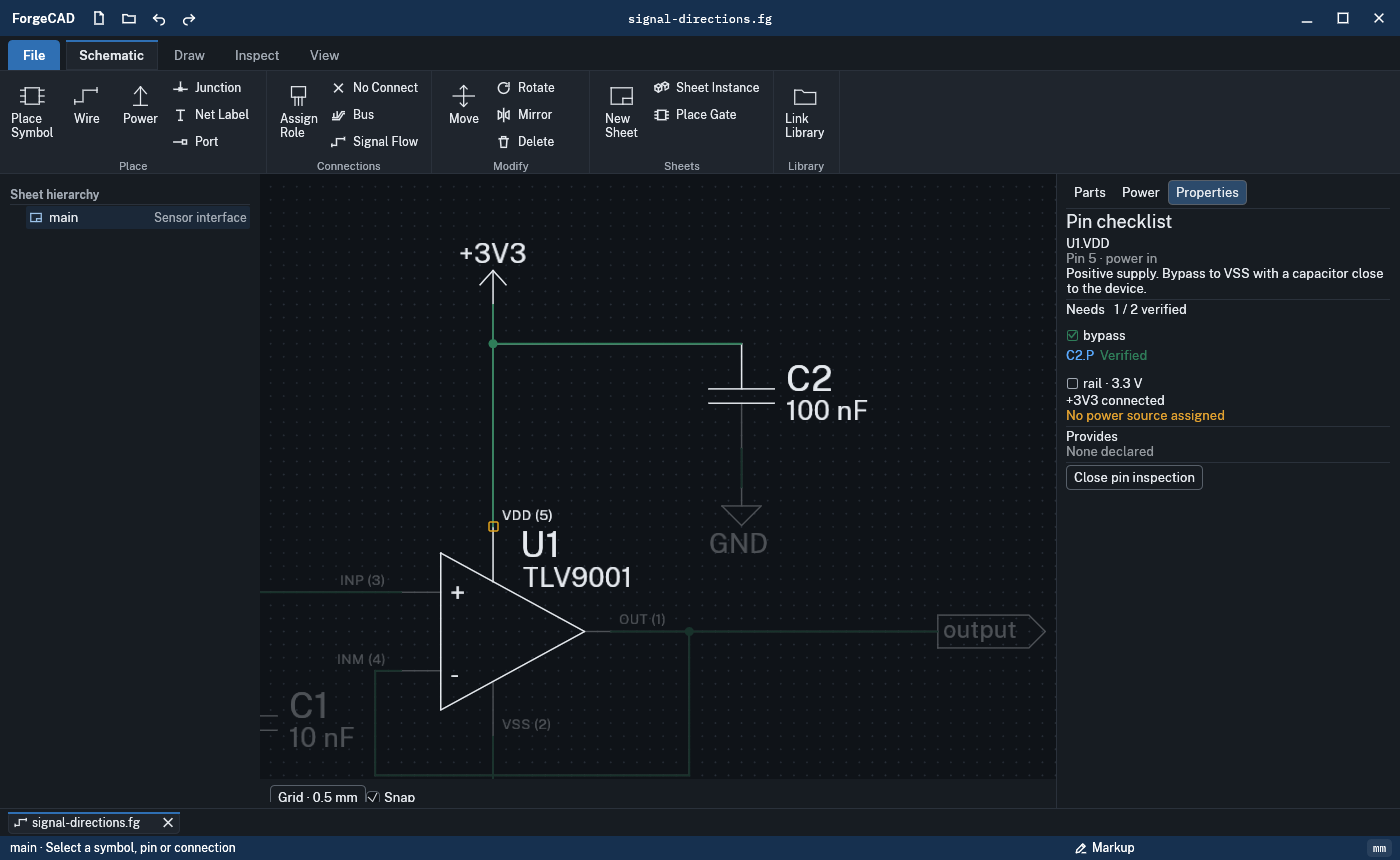 ForgeCAD
signal-directions.fg
File
Schematic
Draw
Inspect
View
Place Symbol
Wire
Power
Junction
Net Label
Port
Place
Assign Role
No Connect
Bus
Signal Flow
Connections
Move
Rotate
Mirror
Delete
Modify
New Sheet
Sheet Instance
Place Gate
Sheets
Link Library
Library
Sheet hierarchy
main Sensor interface
+3V3
C2
100 nF
GND
VDD (5)
U1
TLV9001
INP (3)
+
OUT (1)
output
INM (4)
-
C1
10 nF
VSS (2)
Grid · 0.5 mm
Snap
Parts
Power
Properties
Pin checklist
U1.VDD
Pin 5 · power in
Positive supply. Bypass to VSS with a capacitor close
to the device.
Needs 1 / 2 verified
bypass
C2.P Verified
rail · 3.3 V
+3V3 connected
No power source assigned
Provides
None declared
Close pin inspection
signal-directions.fg
main · Select a symbol, pin or connection
Markup
mm